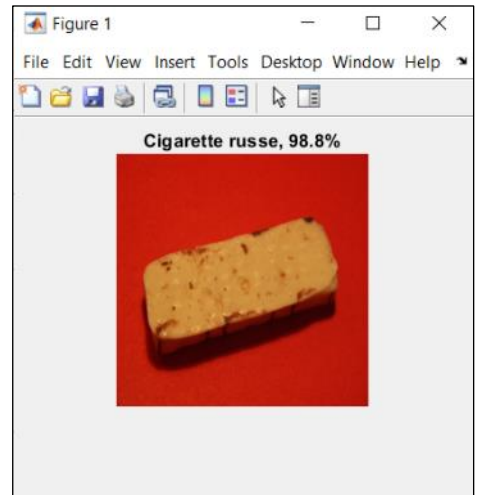 Figure 1
File Edit View Insert Tools Desktop Window Help
Cigarette russe, 98.8%